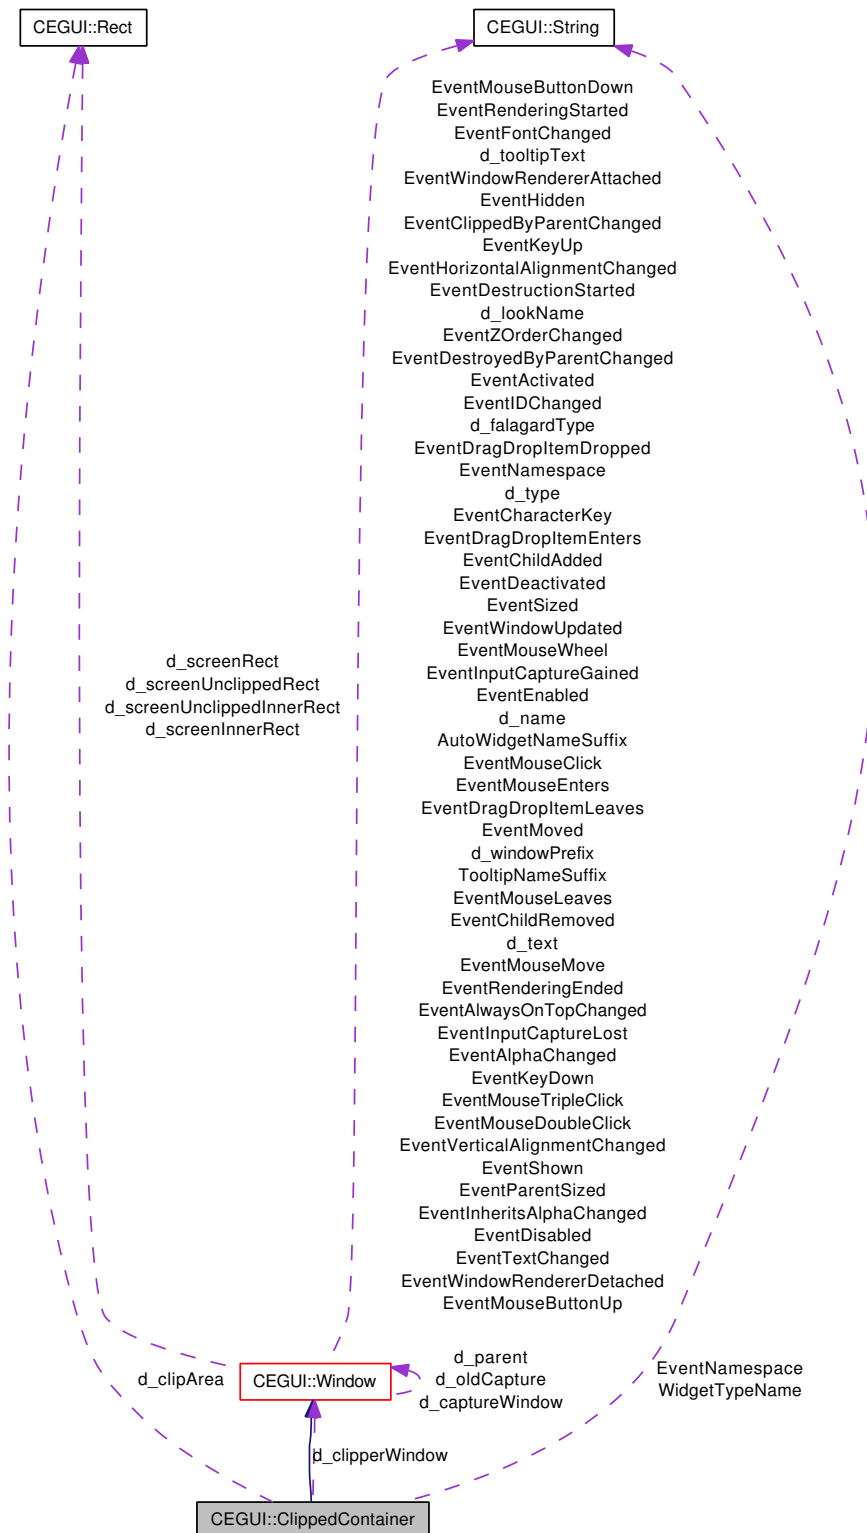 CEGUI::Rect
CEGUI::String
EventMouseButtonDown
EventRenderingStarted
EventFontChanged
d_tooltipText
EventWindowRendererAttached
EventHidden
EventClippedByParentChanged
EventKeyUp
EventHorizontalAlignmentChanged
EventDestructionStarted
d_lookName
EventZOrderChanged
EventDestroyedByParentChanged
EventActivated
EventIDChanged
d_falagardType
EventDragDropItemDropped
EventNamespace
d_type
EventCharacterKey
EventDragDropItemEnters
EventChildAdded
EventDeactivated
EventSized
EventWindowUpdated
EventMouseWheel
EventInputCaptureGained
EventEnabled
d_name
AutoWidgetNameSuffix
EventMouseClick
EventMouseEnters
EventDragDropItemLeaves
EventMoved
d_windowPrefix
TooltipNameSuffix
EventMouseLeaves
EventChildRemoved
d_text
EventMouseMove
EventRenderingEnded
EventAlwaysOnTopChanged
EventInputCaptureLost
EventAlphaChanged
EventKeyDown
EventMouseTripleClick
EventMouseDoubleClick
EventVerticalAlignmentChanged
EventShown
EventParentSized
EventInheritsAlphaChanged
EventDisabled
EventTextChanged
EventWindowRendererDetached
EventMouseButtonUp
d_screenRect
d_screenUnclippedRect
d_screenUnclippedInnerRect
d_screenInnerRect
d_clipArea
CEGUI::Window
d_parent
d_oldCapture
d_captureWindow
EventNamespace
WidgetTypeName
d_clipperWindow
CEGUI::ClippedContainer